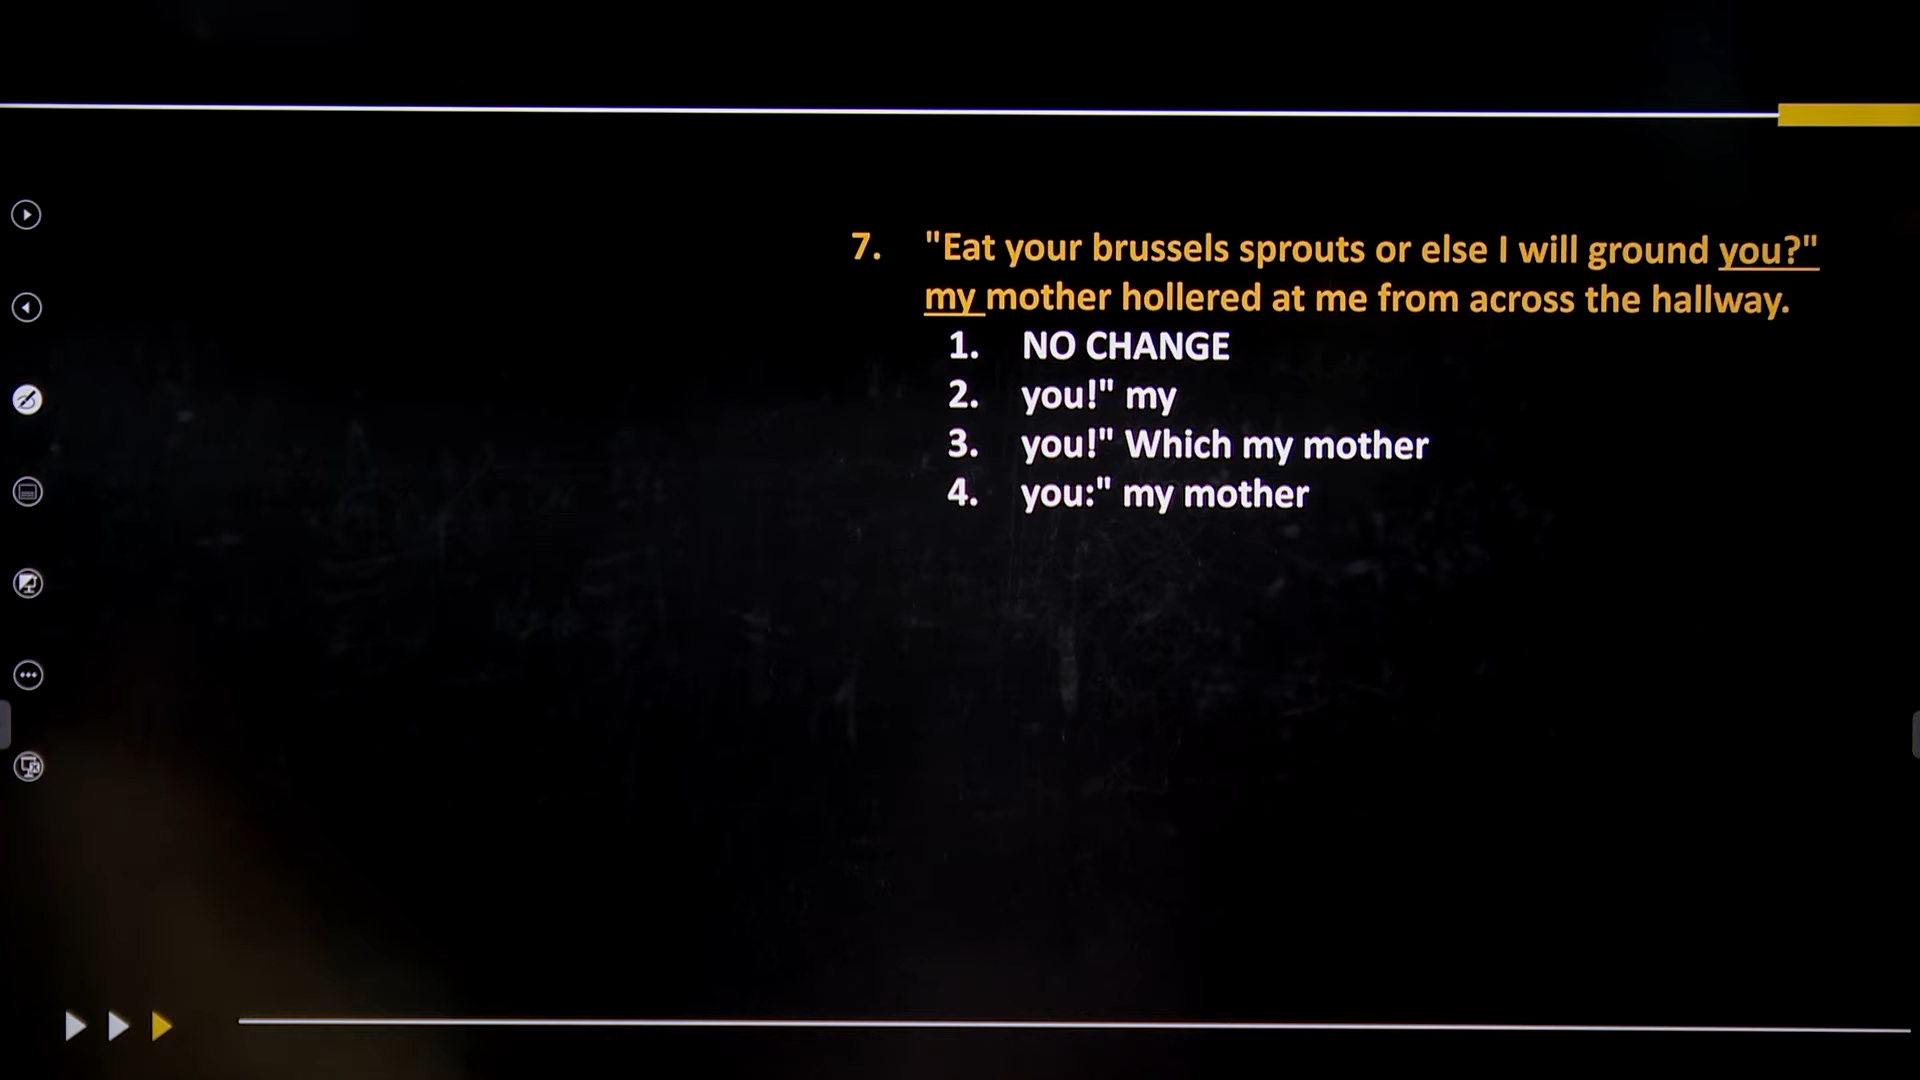 7. "Eat your brussels sprouts or else I will ground you?"
my mother hollered at me from across the hallway.
1. NO CHANGE
2. you!" my
3. you!" Which my mother
4. you:" my mother